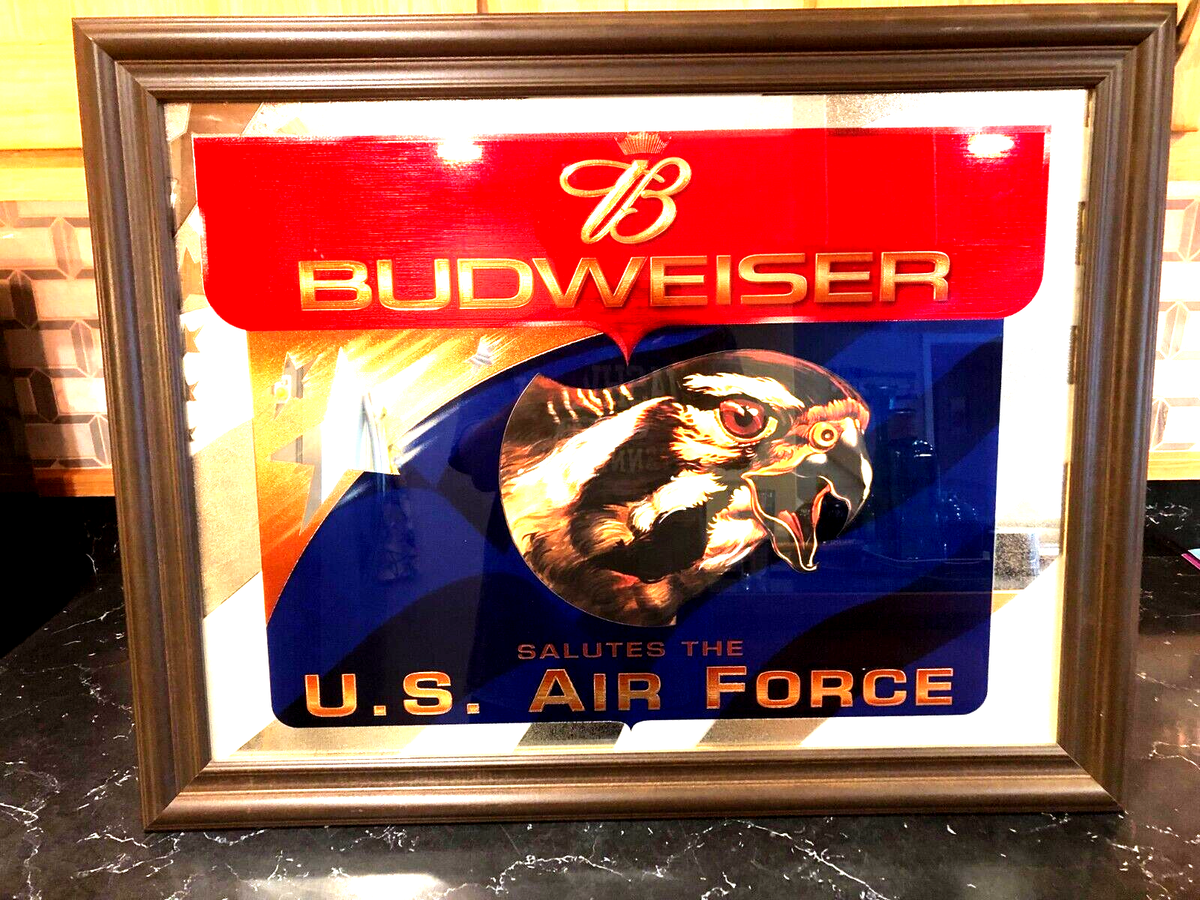 B
BUDWEISER
SALUTES THE
U.S. AIR FORCE